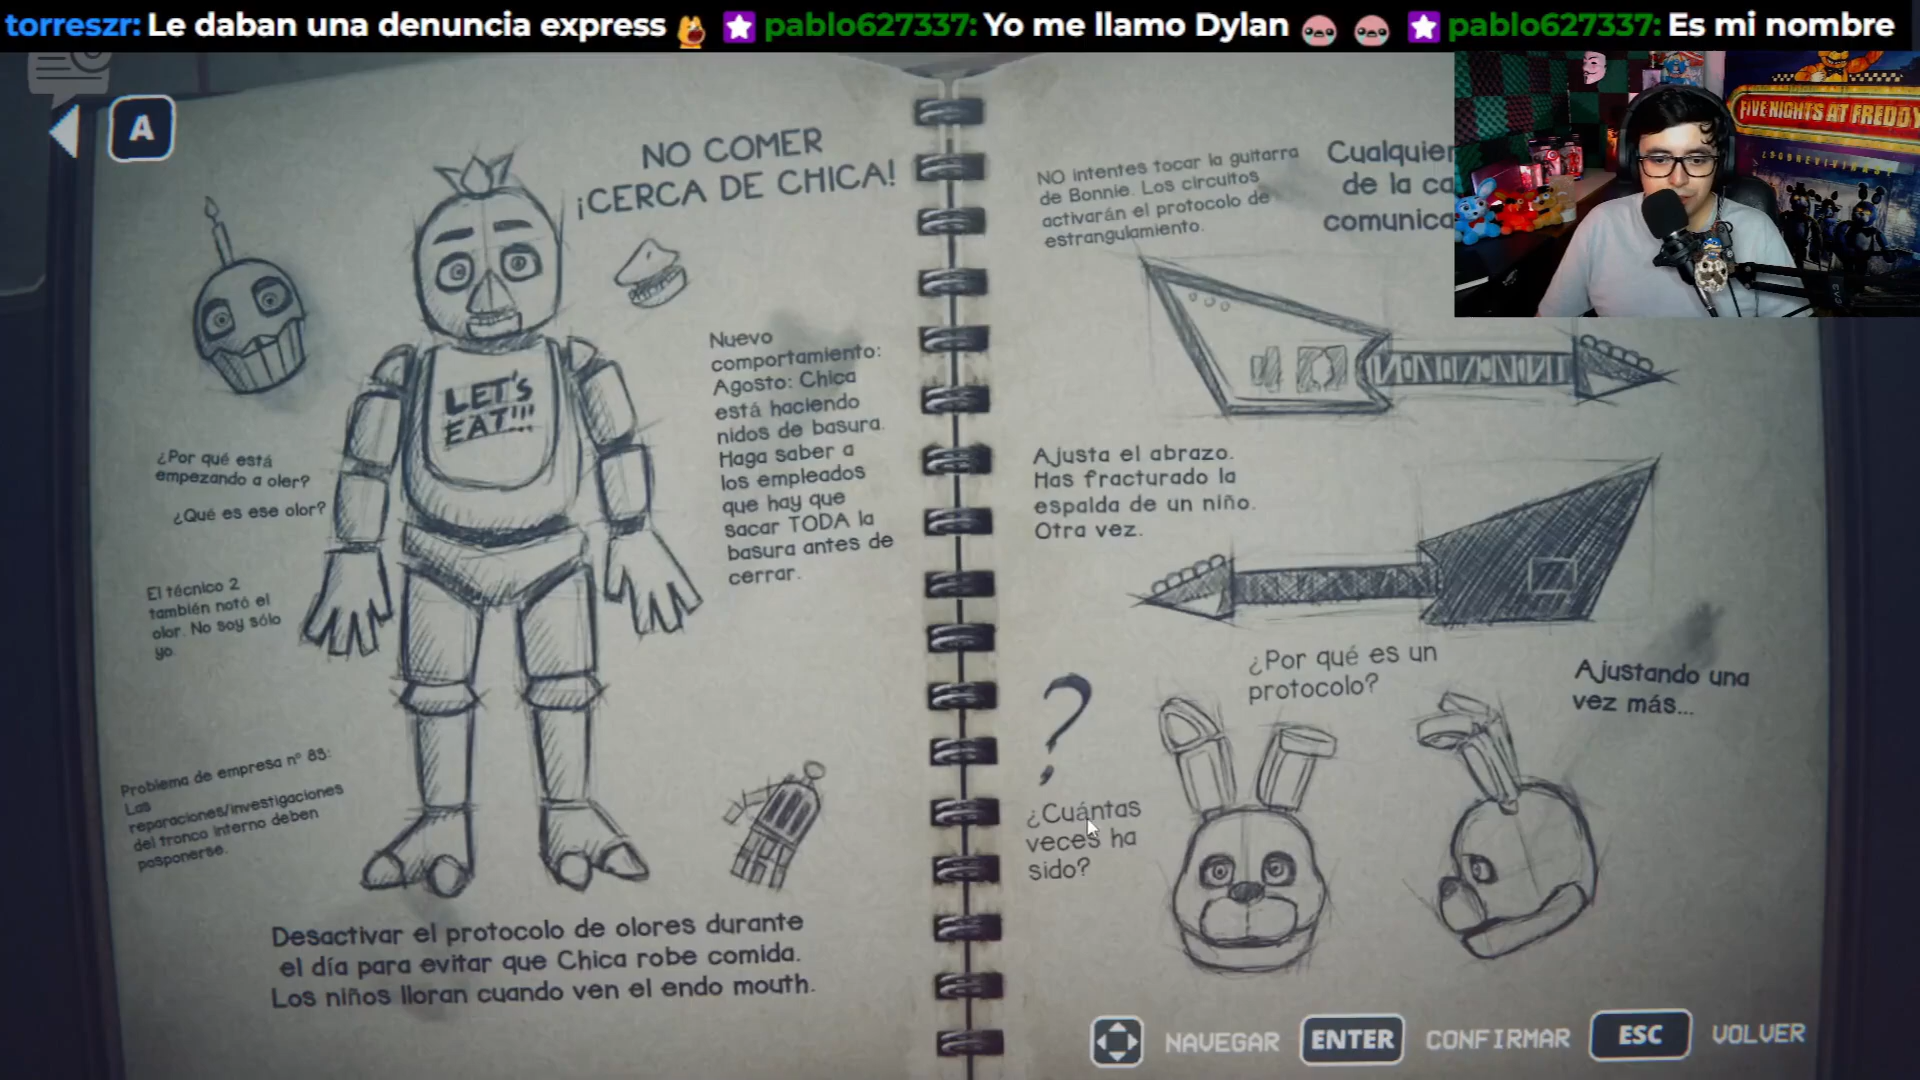 torreszr: Le daban una denuncia express pablo627337: Yo me llamo Dylan pablo627337: Es mi nombre
A
NO COMER
¡CERCA DE CHICA!
LET'S
EAT!!!
Nuevo
comportamiento:
Agosto: Chica
está haciendo
nidos de basura.
Haga saber a
los empleados
que hay que
sacar TODA la
basura antes de
cerrar.
¿Por qué está
empezando a oler?
¿Qué es ese olor?
El técnico 2
también notó el
olor. No soy sólo
yo.
Problema de empresa nº 83:
Las
reparaciones/investigaciones
del tronco interno deben
posponerse.
Desactivar el protocolo de olores durante
el día para evitar que Chica robe comida.
Los niños lloran cuando ven el endo mouth.
NO intentes tocar la guitarra
de Bonnie. Los circuitos
activarán el protocolo de
estrangulamiento.
Cualquier
de la ca
comunica
FIVE NIGHTS AT FREDDY
Ajusta el abrazo.
Has fracturado la
espalda de un niño.
Otra vez.
¿Por qué es un
protocolo?
Ajustando una
vez más...
?
¿Cuántas
veces ha
sido?
NAVEGAR ENTER CONFIRMAR ESC VOLVER